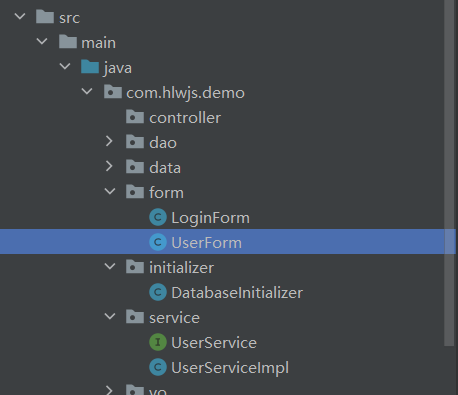 src
main
java
com.hlwjs.demo
controller
dao
data
form
C LoginForm
C UserForm
initializer
C DatabaseInitializer
service
I UserService
C UserServiceImpl
vo